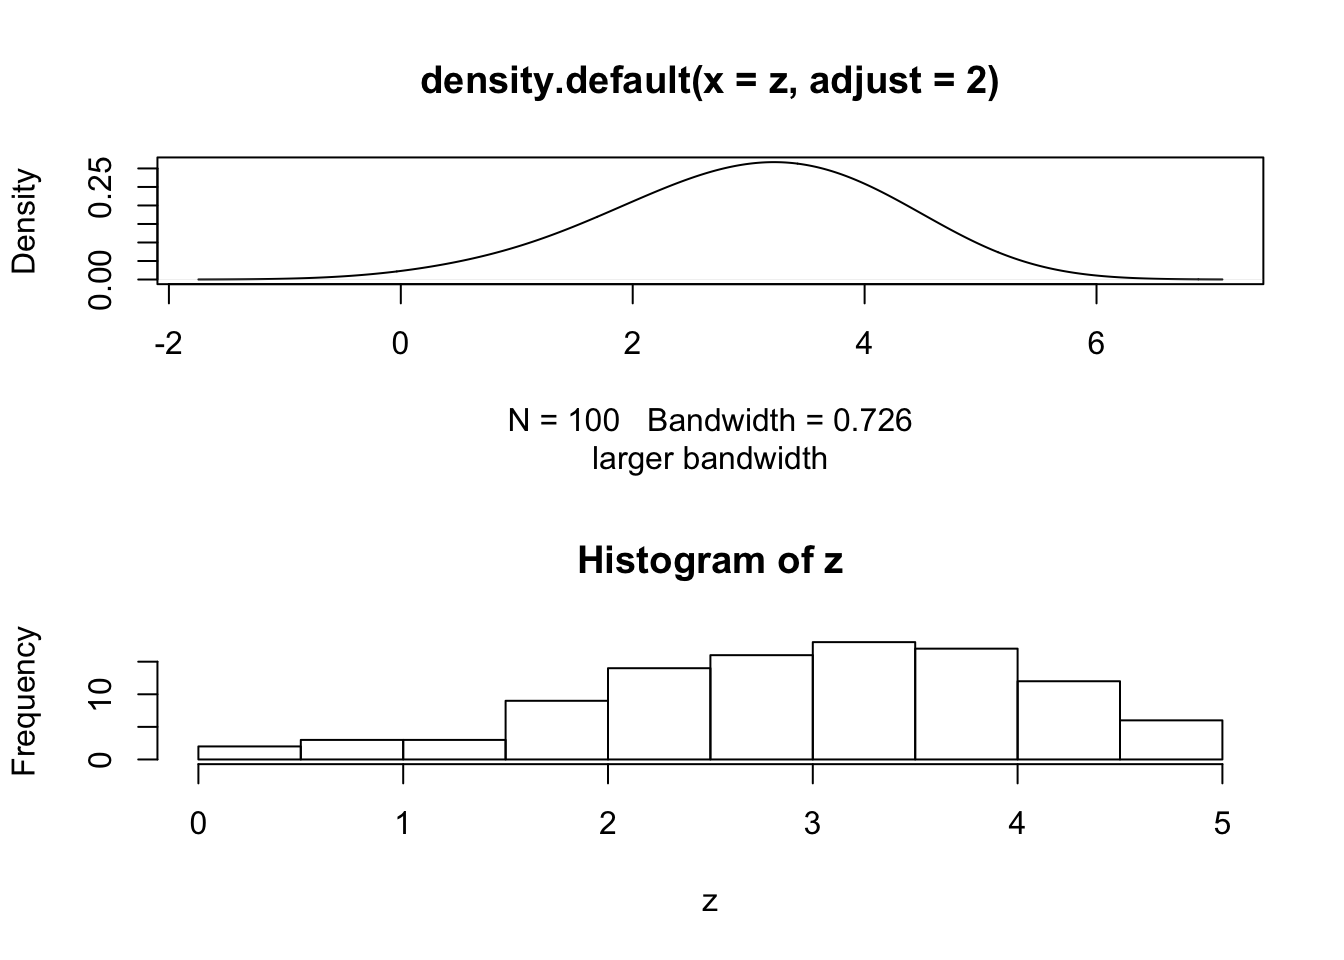 density.default(x = z, adjust = 2)
Density
0.25
0.00
-2 0 2 4 6
N = 100   Bandwidth = 0.726
larger bandwidth
Histogram of z
Frequency
10
0
0 1 2 3 4 5
z